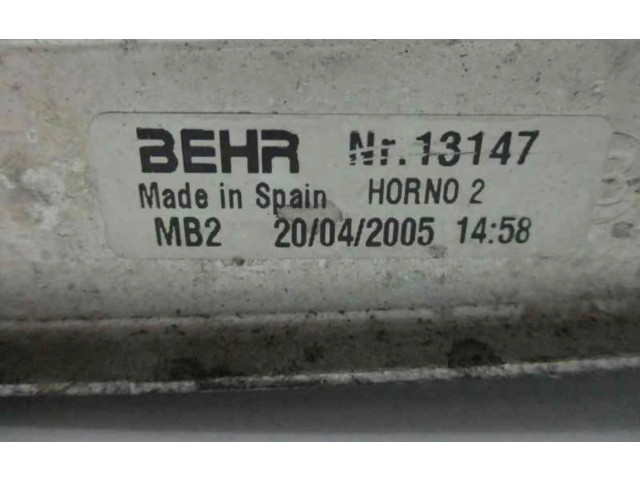 BEHR Nr. 13147
Made in Spain HORNO 2
MB2 20/04/2005 14:58